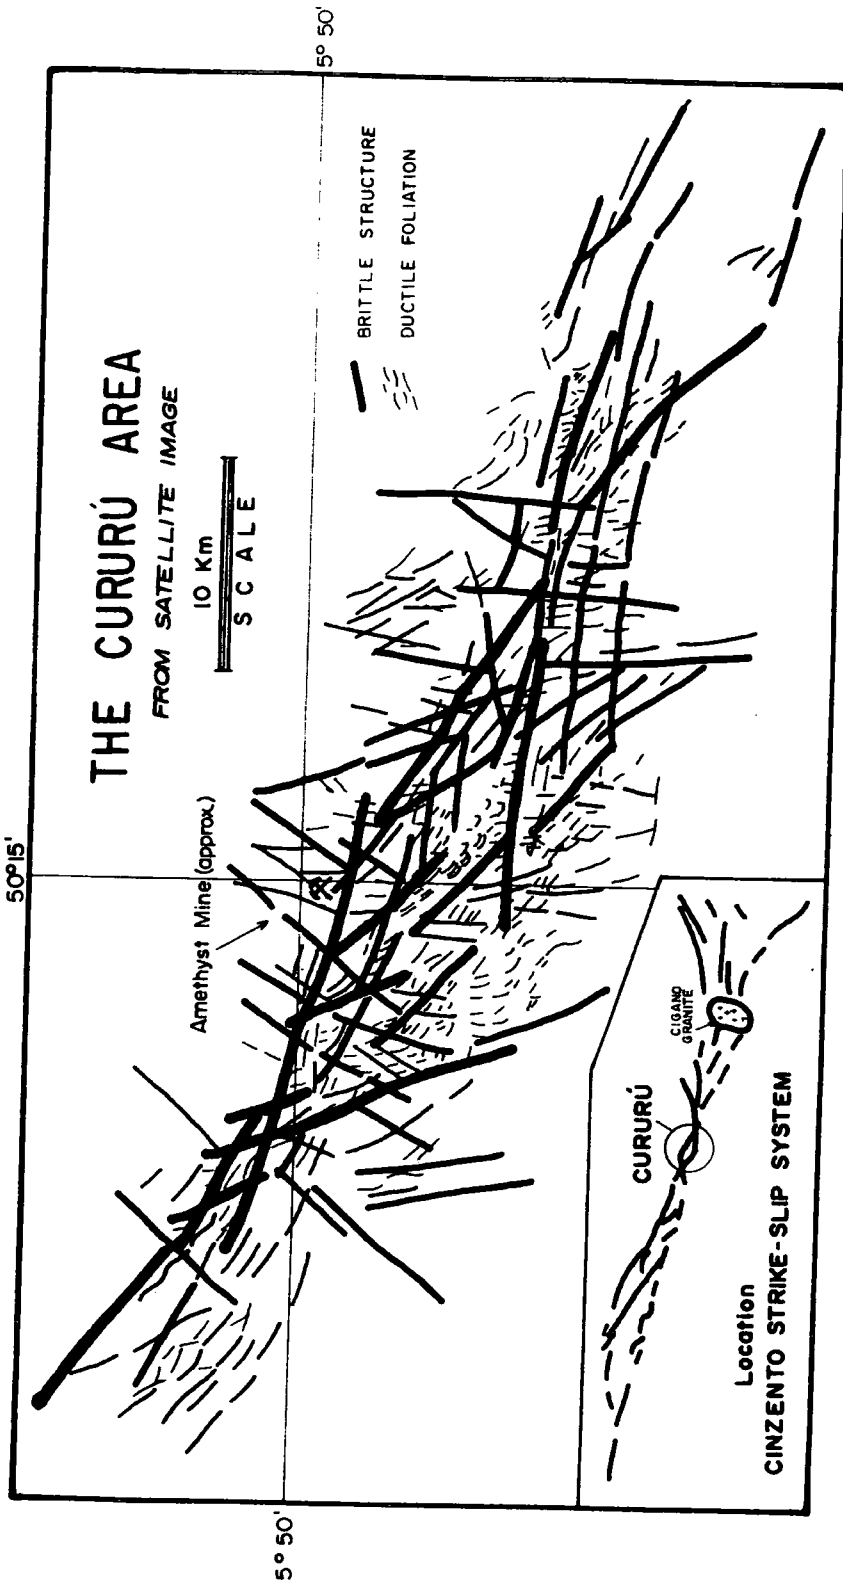 THE CURURÚ AREA
FROM SATELLITE IMAGE
10 Km
SCALE
50°15'
5° 50'
5° 50'
BRITTLE STRUCTURE
DUCTILE FOLIATION
Amethyst Mine (approx.)
CURURÚ
CIGANO
GRANITE
Location
CINZENTO STRIKE-SLIP SYSTEM